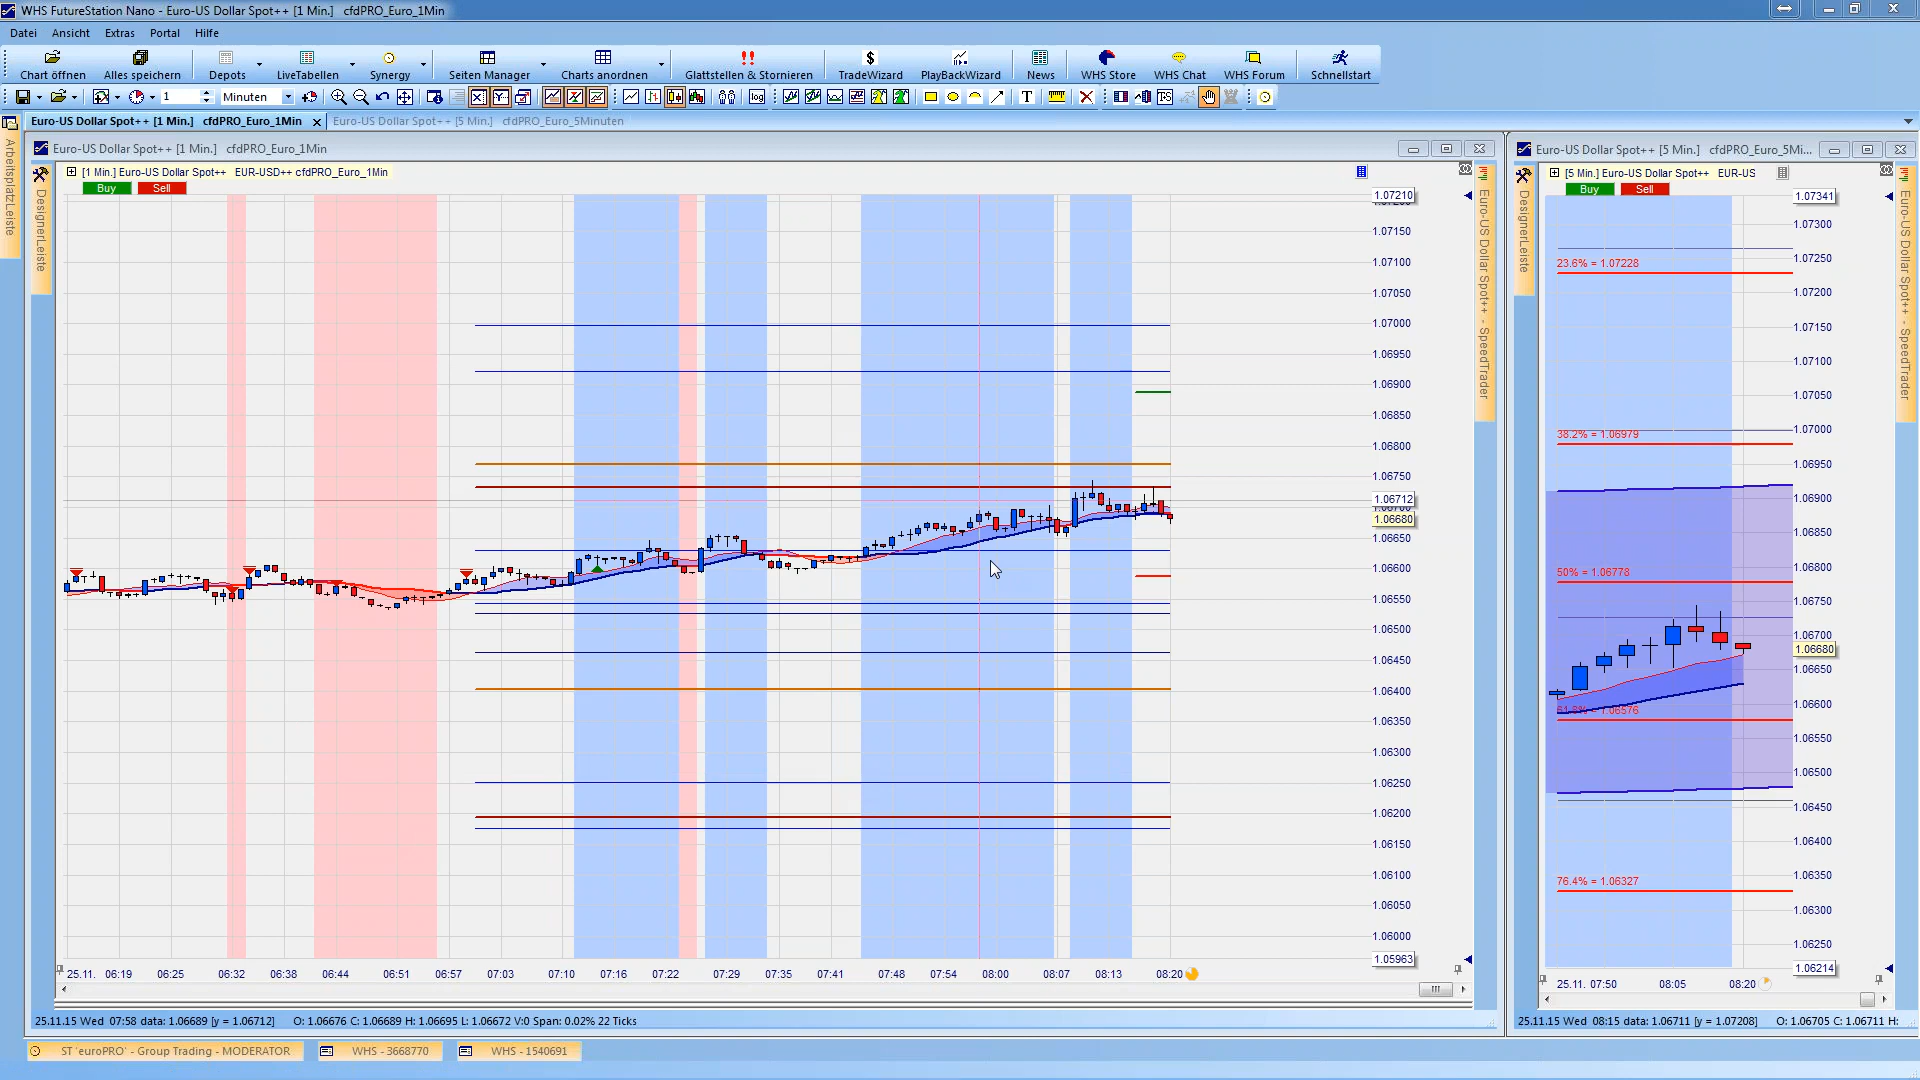 WHS FutureStation Nano - Euro-US Dollar Spot++ [1 Min.] cfdPRO_Euro_1Min
Datei Ansicht Extras Portal Hilfe
Chart öffnen Alles speichern Depots LiveTabellen Synergy Seiten Manager Charts anordnen Glattstellen & Stornieren TradeWizard PlayBackWizard News WHS Store WHS Chat WHS Forum Schnellstart
1 Minuten log T
Euro-US Dollar Spot++ [1 Min.] cfdPRO_Euro_1Min Euro-US Dollar Spot++ [5 Min.] cfdPRO_Euro_5Minuten
ArbeitsplatzLeiste
Euro-US Dollar Spot++ [1 Min.] cfdPRO_Euro_1Min
DesignerLeiste
[1 Min.] Euro-US Dollar Spot++ EUR-USD++ cfdPRO_Euro_1Min
Buy Sell
1.07210
1.07150
1.07100
1.07050
1.07000
1.06950
1.06900
1.06850
1.06800
1.06750
1.06712
1.06680
1.06650
1.06600
1.06550
1.06500
1.06450
1.06400
1.06350
1.06300
1.06250
1.06200
1.06150
1.06100
1.06050
1.06000
1.05963
25.11. 06:19 06:25 06:32 06:38 06:44 06:51 06:57 07:03 07:10 07:16 07:22 07:29 07:35 07:41 07:48 07:54 08:00 08:07 08:13 08:20
25.11.15 Wed 07:58 data: 1.06689 [y = 1.06712] O: 1.06676 C: 1.06689 H: 1.06695 L: 1.06672 V:0 Span: 0.02% 22 Ticks
Euro-US Dollar Spot++ - SpeedTrader
Euro-US Dollar Spot++ [5 Min.] cfdPRO_Euro_5Mi...
DesignerLeiste
[5 Min.] Euro-US Dollar Spot++ EUR-US
Buy Sell
23.6% = 1.07228
38.2% = 1.06979
50% = 1.06778
61.8% = 1.06576
76.4% = 1.06327
1.07341
1.07300
1.07250
1.07200
1.07150
1.07100
1.07050
1.07000
1.06950
1.06900
1.06850
1.06800
1.06750
1.06700
1.06680
1.06650
1.06600
1.06550
1.06500
1.06450
1.06400
1.06350
1.06300
1.06250
1.06214
25.11. 07:50 08:05 08:20
25.11.15 Wed 08:15 data: 1.06711 [y = 1.07208] O: 1.06705 C: 1.06711 H:
Euro-US Dollar Spot++ - SpeedTrader
ST 'euroPRO' - Group Trading - MODERATOR WHS - 3668770 WHS - 1540691